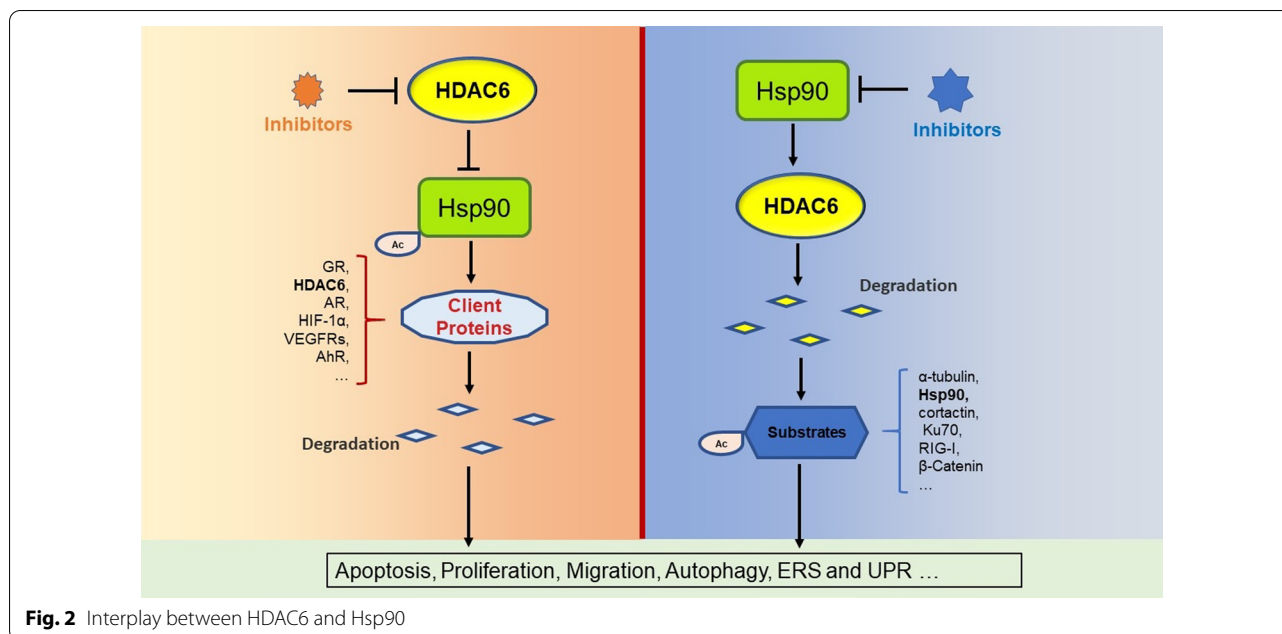 HDAC6
Inhibitors
Hsp90
Ac
GR,
HDAC6,
AR,
HIF-1α,
VEGFRs,
AhR,
...
Client
Proteins
Degradation
Hsp90
Inhibitors
HDAC6
Degradation
α-tubulin,
Hsp90,
cortactin,
Ku70,
RIG-I,
β-Catenin
...
Substrates
Ac
Apoptosis, Proliferation, Migration, Autophagy, ERS and UPR ...
Fig. 2 Interplay between HDAC6 and Hsp90